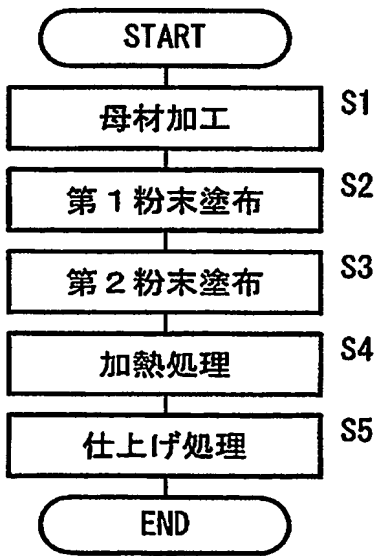 START
母材加工 S1
第1粉末塗布 S2
第2粉末塗布 S3
加熱処理 S4
仕上げ処理 S5
END